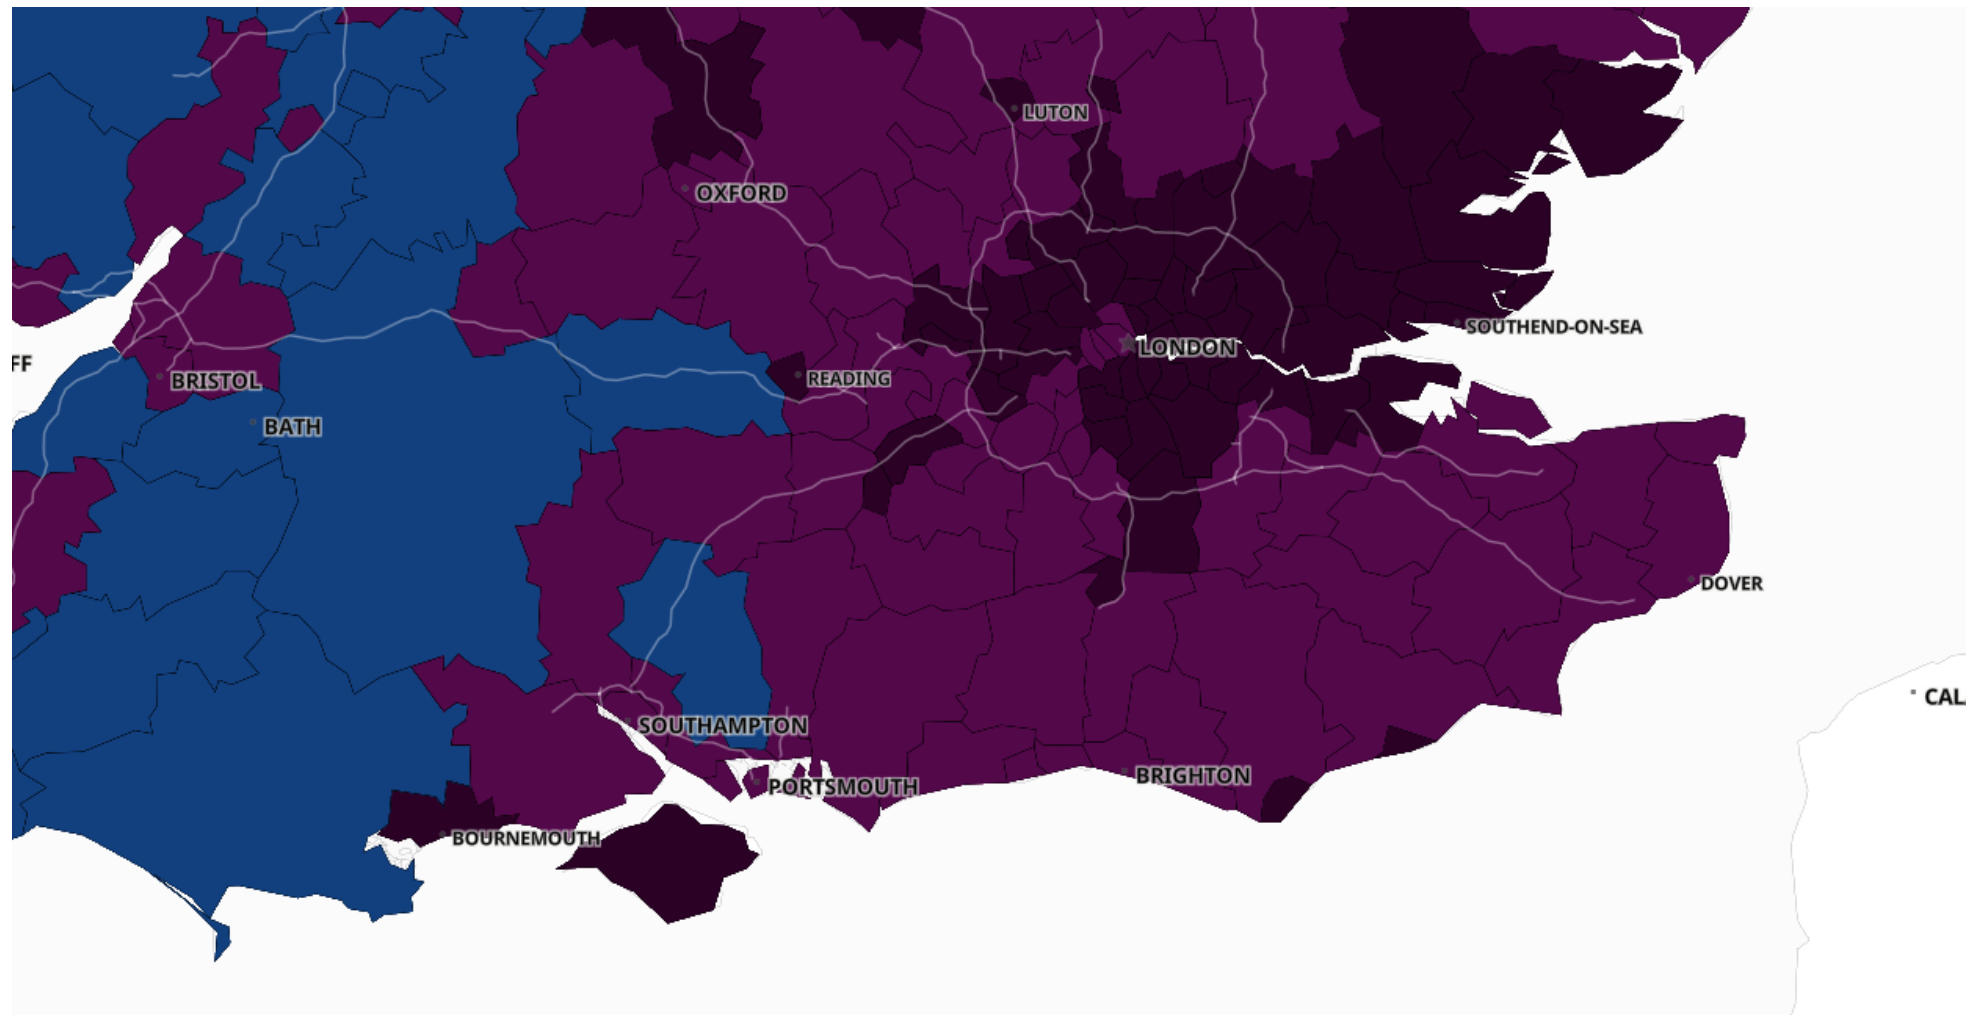 LUTON
OXFORD
SOUTHEND-ON-SEA
LONDON
FF
READING
BRISTOL
BATH
DOVER
CAL
SOUTHAMPTON
BRIGHTON
PORTSMOUTH
BOURNEMOUTH